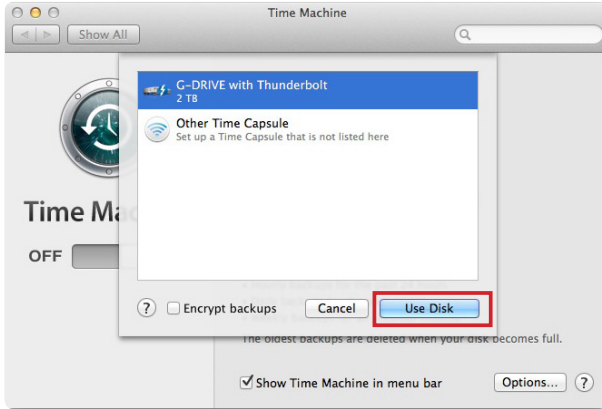 Time Machine
Show All
G-DRIVE with Thunderbolt
2 TB
Other Time Capsule
Set up a Time Capsule that is not listed here
Time Ma
OFF
? Encrypt backups Cancel Use Disk
The oldest backups are deleted when your disk becomes full.
Show Time Machine in menu bar Options... ?